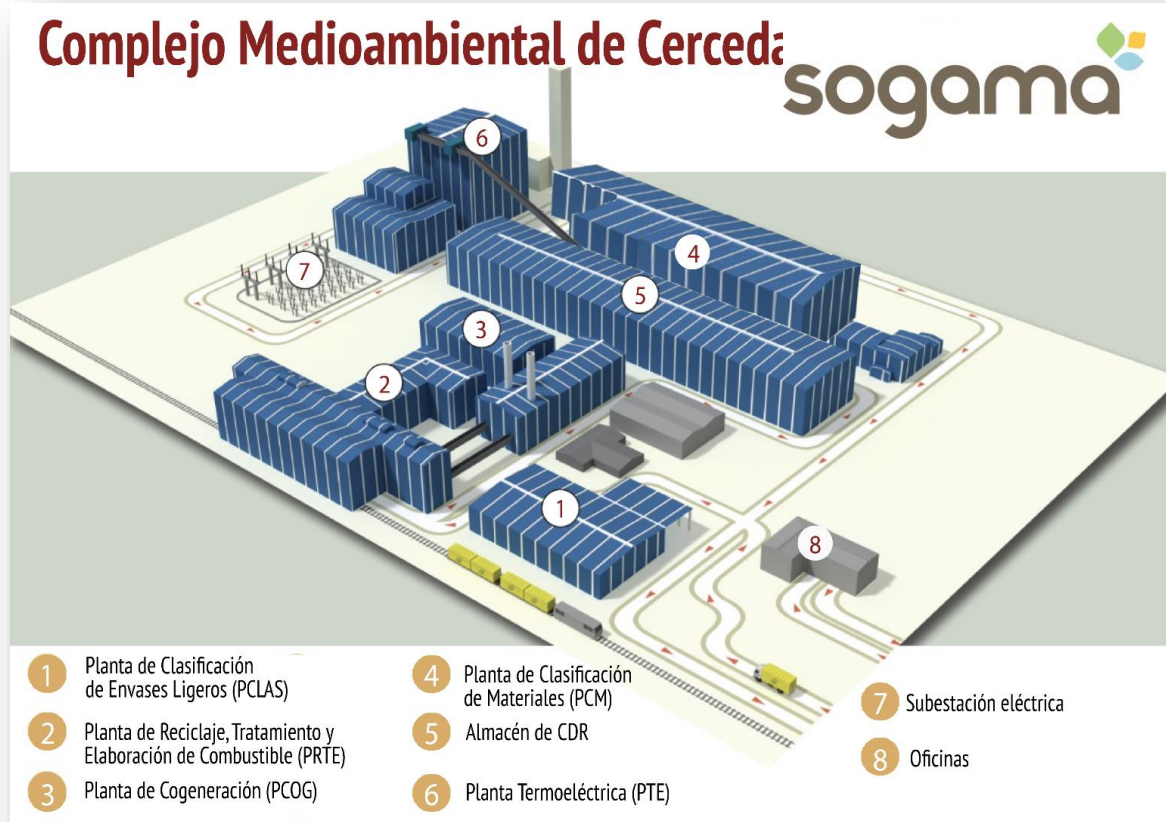 Complejo Medioambiental de Cerceda
sogama
6
4
7
5
3
2
1
8
1 Planta de Clasificación
de Envases Ligeros (PCLAS)
2 Planta de Reciclaje, Tratamiento y
Elaboración de Combustible (PRTE)
3 Planta de Cogeneración (PCOG)
4 Planta de Clasificación
de Materiales (PCM)
5 Almacén de CDR
6 Planta Termoeléctrica (PTE)
7 Subestación eléctrica
8 Oficinas